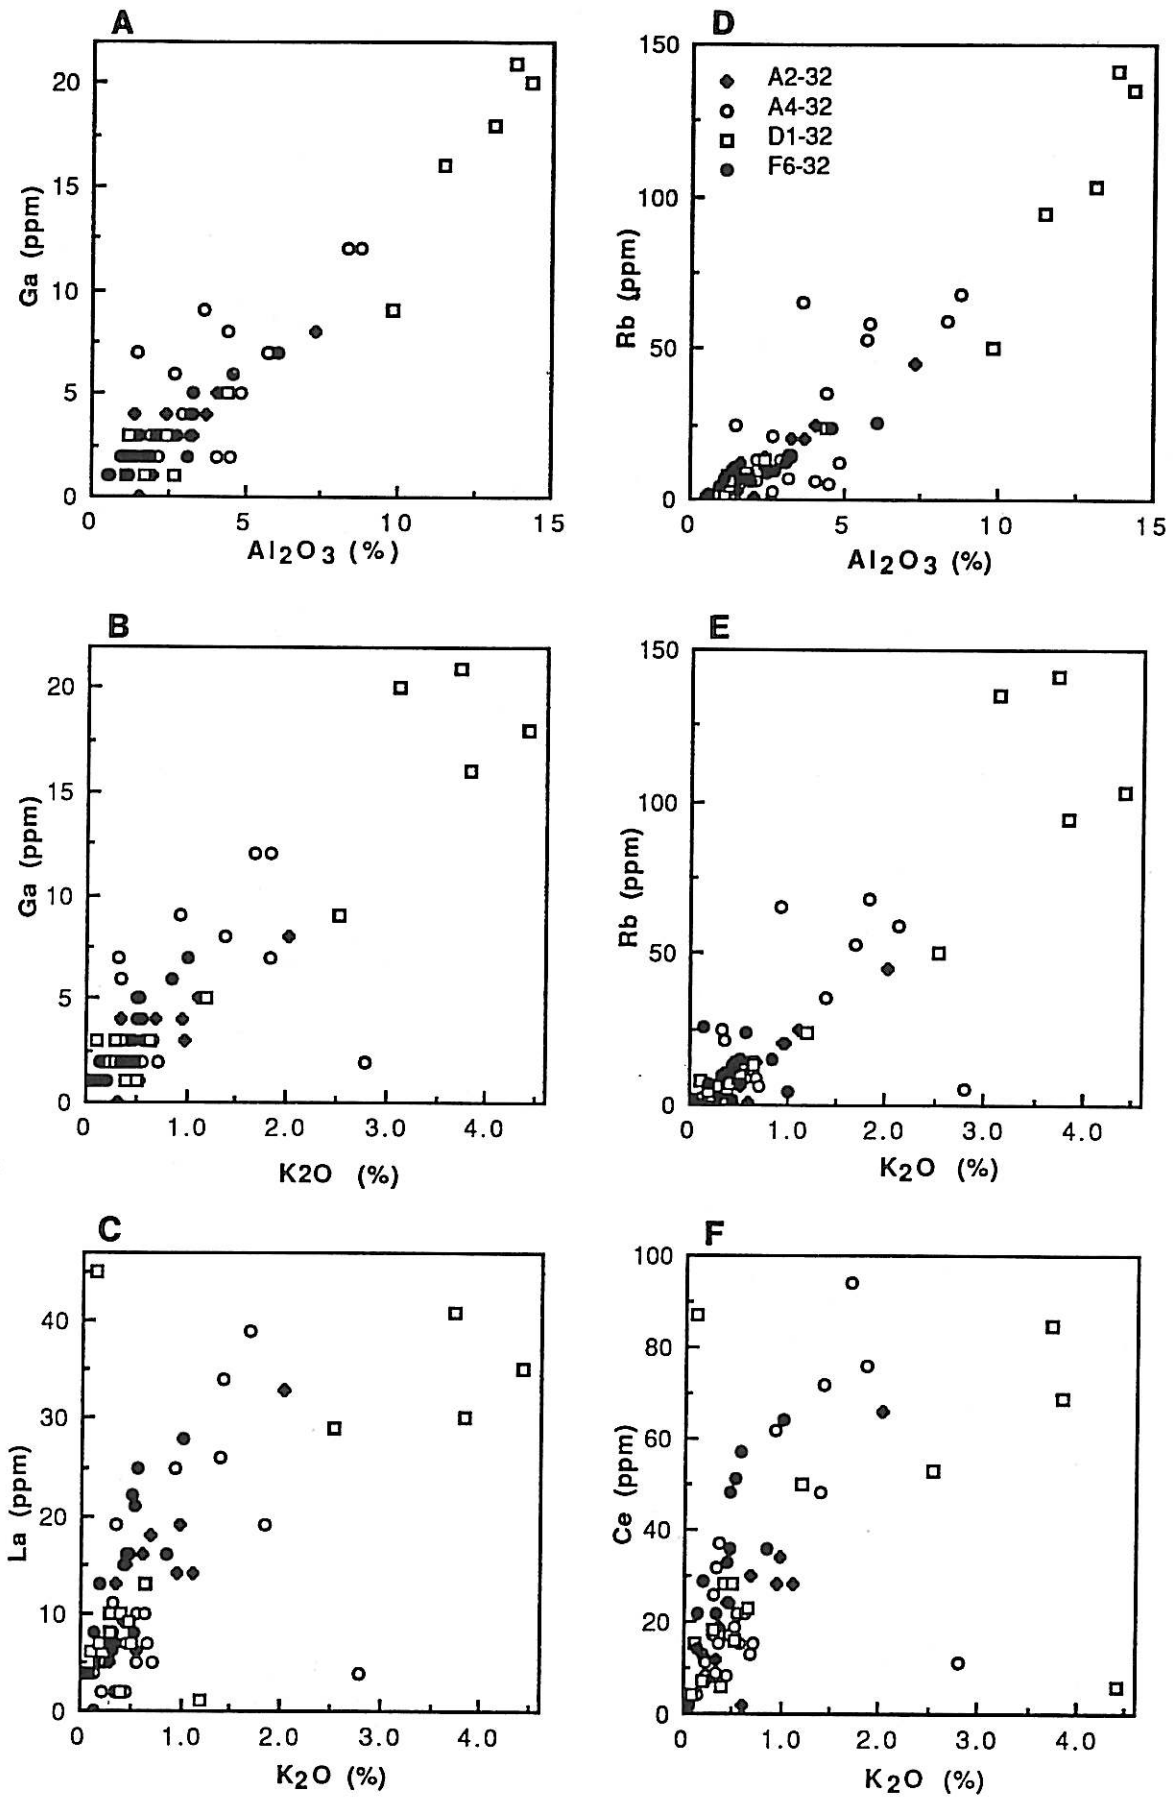 A
20
15
10
5
0
Ga (ppm)
0 5 10 15
Al2O3 (%)
D
150
100
50
0
Rb (ppm)
A2-32
A4-32
D1-32
F6-32
0 5 10 15
Al2O3 (%)
B
20
15
10
5
0
Ga (ppm)
0 1.0 2.0 3.0 4.0
K2O (%)
E
150
100
50
0
Rb (ppm)
0 1.0 2.0 3.0 4.0
K2O (%)
C
40
30
20
10
0
La (ppm)
0 1.0 2.0 3.0 4.0
K2O (%)
F
100
80
60
40
20
0
Ce (ppm)
0 1.0 2.0 3.0 4.0
K2O (%)